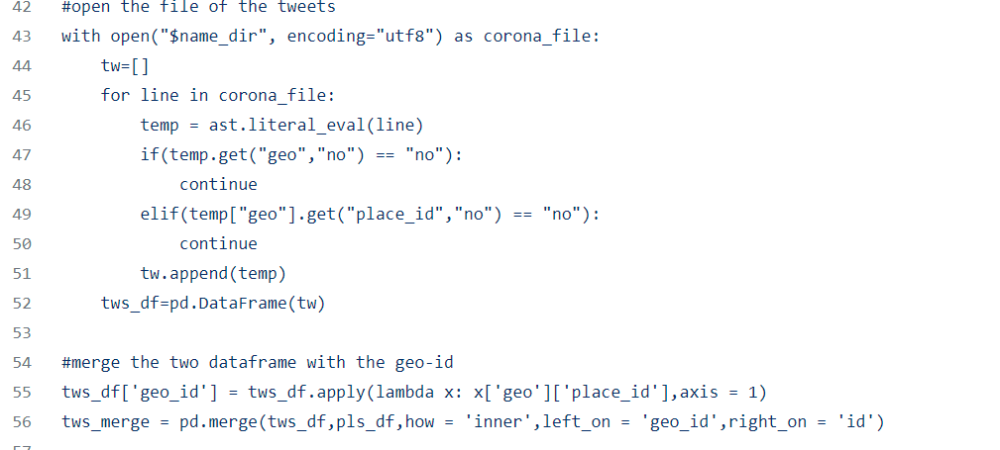 42 #open the file of the tweets
43 with open("$name_dir", encoding="utf8") as corona_file:
44     tw=[]
45     for line in corona_file:
46         temp = ast.literal_eval(line)
47         if(temp.get("geo","no") == "no"):
48             continue
49         elif(temp["geo"].get("place_id","no") == "no"):
50             continue
51         tw.append(temp)
52     tws_df=pd.DataFrame(tw)
53
54 #merge the two dataframe with the geo-id
55 tws_df['geo_id'] = tws_df.apply(lambda x: x['geo']['place_id'],axis = 1)
56 tws_merge = pd.merge(tws_df,pls_df,how = 'inner',left_on = 'geo_id',right_on = 'id')
57